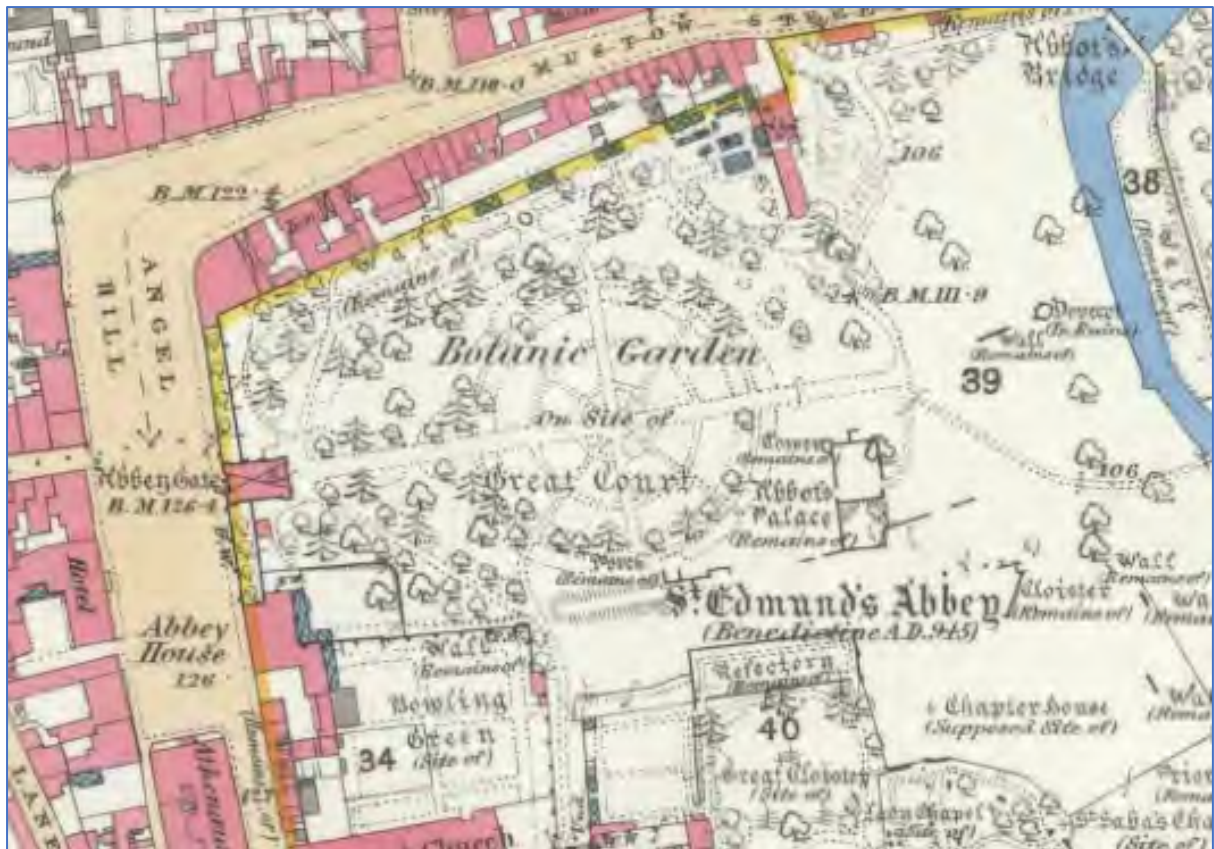 MUSTOW STREET
(Remains of)
Abbot's
Bridge
B.M.118·0
106
38
B.M.122·4
Wall
(Remains of)
ANGEL
HILL
B.M.111·9
Dovecot
(In Ruins)
Wall
(Remains of)
39
Botanic Garden
On Site of
Great Court
Abbey Gate
B.M.126·4
Tower
(Remains of)
Abbot's
Palace
(Remains of)
106
Hotel
Porch
(Remains of)
St. Edmund's Abbey
(Benedictine A.D.945)
Cloister
(Remains of)
Wall
(Remains of)
Abbey
House
126
Wall
(Remains of)
Refectory
(Remains of)
Bowling
Green
(Site of)
34
40
Chapter house
(Supposed Site of)
Great Cloister
(Site of)
LANE
(Site of)